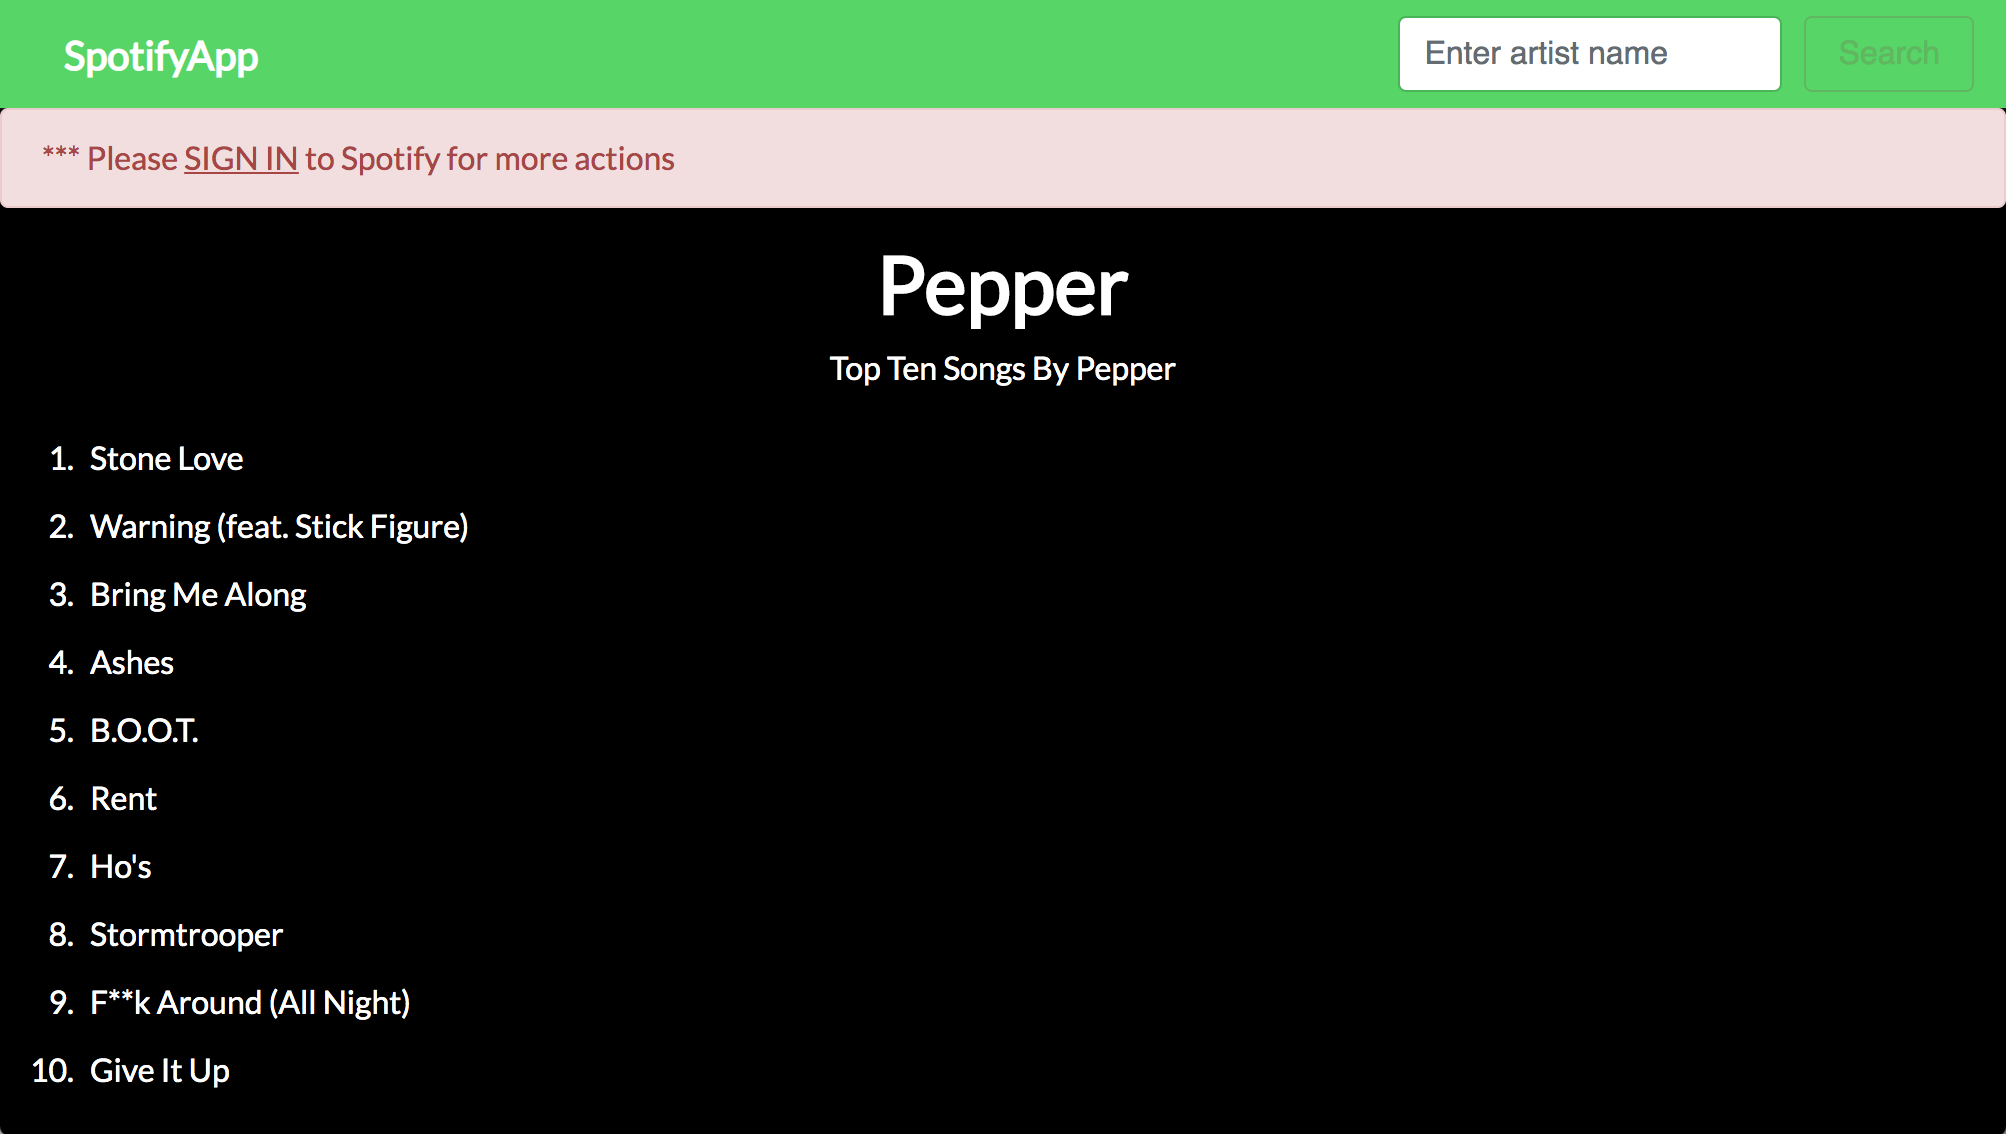 SpotifyApp
Enter artist name
Search
*** Please SIGN IN to Spotify for more actions
Pepper
Top Ten Songs By Pepper
1. Stone Love
2. Warning (feat. Stick Figure)
3. Bring Me Along
4. Ashes
5. B.O.O.T.
6. Rent
7. Ho's
8. Stormtrooper
9. F**k Around (All Night)
10. Give It Up